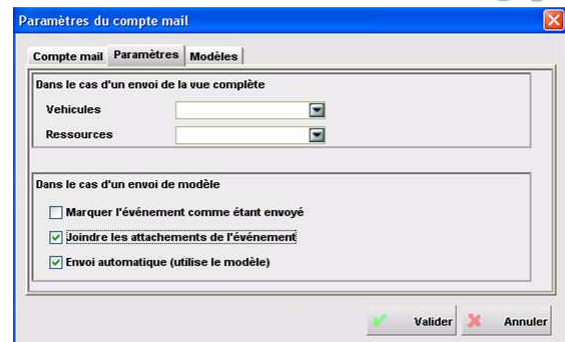 Paramètres du compte mail
Compte mail Paramètres Modèles
Dans le cas d'un envoi de la vue complète
Vehicules
Ressources
Dans le cas d'un envoi de modèle
Marquer l'événement comme étant envoyé
Joindre les attachements de l'événement
Envoi automatique (utilise le modèle)
Valider Annuler